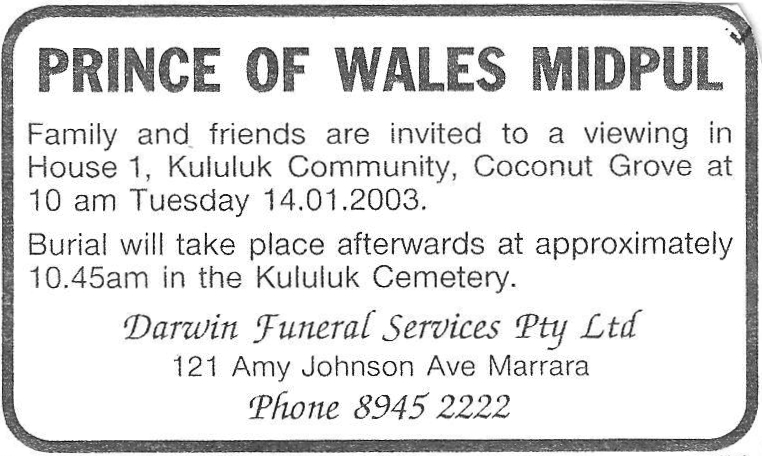 PRINCE OF WALES MIDPUL
Family and friends are invited to a viewing in
House 1, Kululuk Community, Coconut Grove at
10 am Tuesday 14.01.2003.
Burial will take place afterwards at approximately
10.45am in the Kululuk Cemetery.
Darwin Funeral Services Pty Ltd
121 Amy Johnson Ave Marrara
Phone 8945 2222